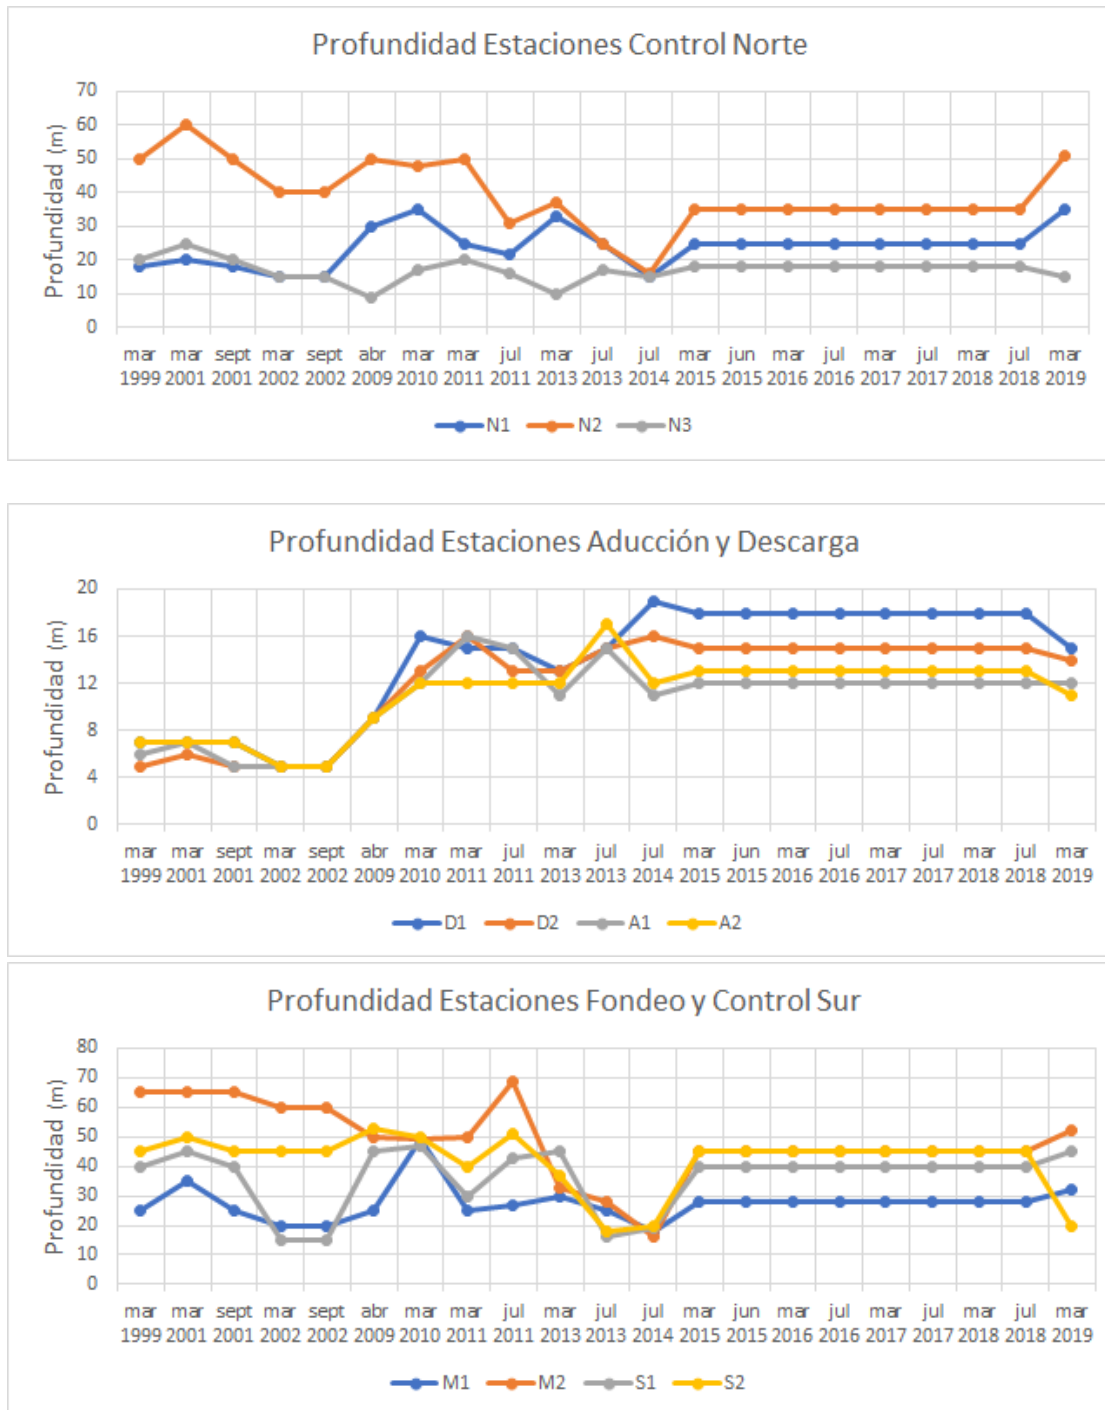 Profundidad Estaciones Control Norte
Profundidad (m)
70
60
50
40
30
20
10
0
mar mar sept mar sept abr mar mar jul mar jul jul mar jun mar jul mar jul mar jul mar
1999 2001 2001 2002 2002 2009 2010 2011 2011 2013 2013 2014 2015 2015 2016 2016 2017 2017 2018 2018 2019
N1 N2 N3
Profundidad Estaciones Aducción y Descarga
Profundidad (m)
20
16
12
8
4
0
mar mar sept mar sept abr mar mar jul mar jul jul mar jun mar jul mar jul mar jul mar
1999 2001 2001 2002 2002 2009 2010 2011 2011 2013 2013 2014 2015 2015 2016 2016 2017 2017 2018 2018 2019
D1 D2 A1 A2
Profundidad Estaciones Fondeo y Control Sur
Profundidad (m)
80
70
60
50
40
30
20
10
0
mar mar sept mar sept abr mar mar jul mar jul jul mar jun mar jul mar jul mar jul mar
1999 2001 2001 2002 2002 2009 2010 2011 2011 2013 2013 2014 2015 2015 2016 2016 2017 2017 2018 2018 2019
M1 M2 S1 S2